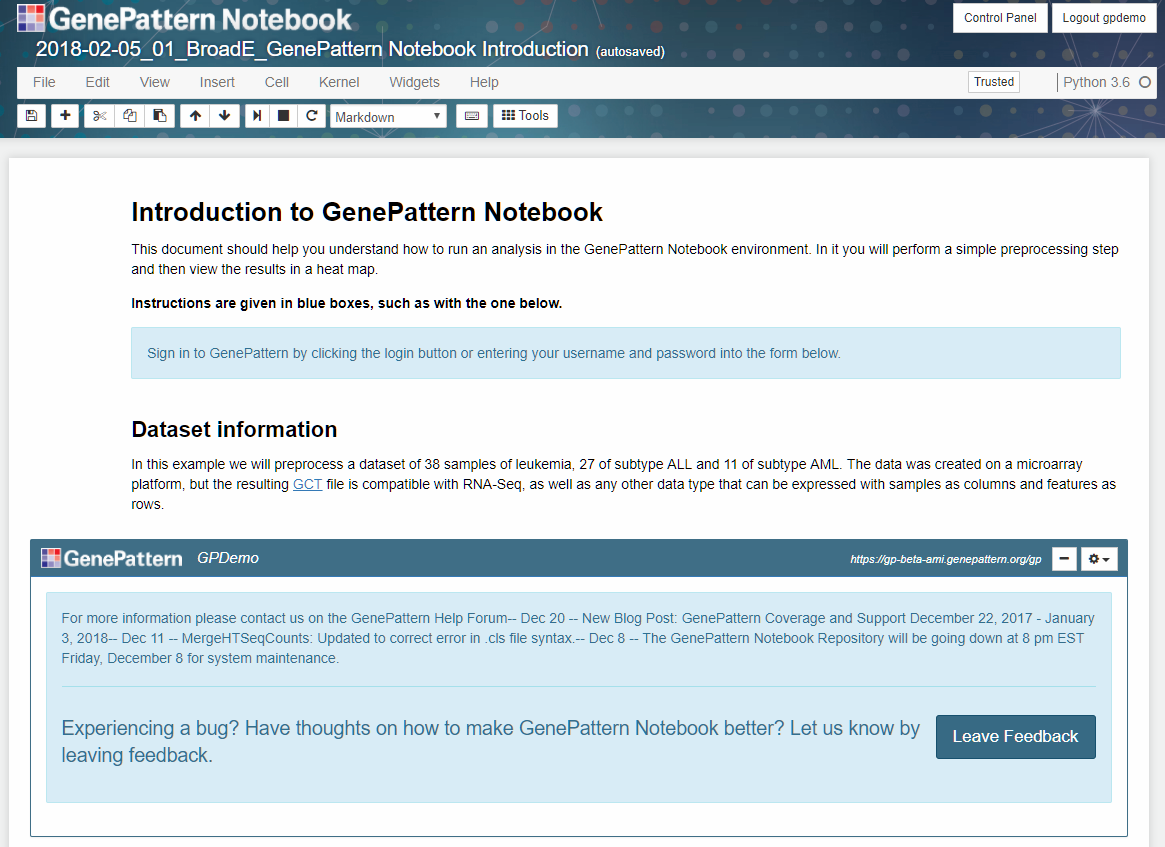 GenePattern Notebook
Control Panel
Logout gpdemo
2018-02-05_01_BroadE_GenePattern Notebook Introduction (autosaved)
File Edit View Insert Cell Kernel Widgets Help
Trusted
Python 3.6
Markdown
Tools
Introduction to GenePattern Notebook
This document should help you understand how to run an analysis in the GenePattern Notebook environment. In it you will perform a simple preprocessing step
and then view the results in a heat map.
Instructions are given in blue boxes, such as with the one below.
Sign in to GenePattern by clicking the login button or entering your username and password into the form below.
Dataset information
In this example we will preprocess a dataset of 38 samples of leukemia, 27 of subtype ALL and 11 of subtype AML. The data was created on a microarray
platform, but the resulting GCT file is compatible with RNA-Seq, as well as any other data type that can be expressed with samples as columns and features as
rows.
GenePattern GPDemo
https://gp-beta-ami.genepattern.org/gp
For more information please contact us on the GenePattern Help Forum-- Dec 20 -- New Blog Post: GenePattern Coverage and Support December 22, 2017 - January
3, 2018-- Dec 11 -- MergeHTSeqCounts: Updated to correct error in .cls file syntax.-- Dec 8 -- The GenePattern Notebook Repository will be going down at 8 pm EST
Friday, December 8 for system maintenance.
Experiencing a bug? Have thoughts on how to make GenePattern Notebook better? Let us know by
leaving feedback.
Leave Feedback